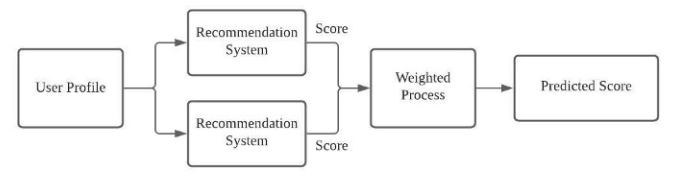 User Profile
Recommendation
System
Score
Recommendation
System
Score
Weighted
Process
Predicted Score